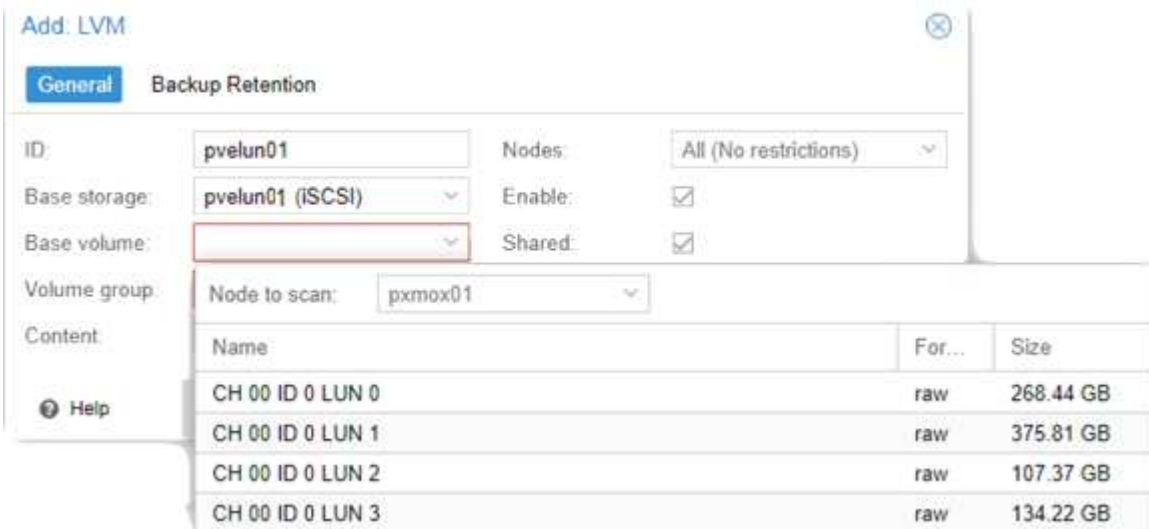 Add: LVM
General Backup Retention
ID: pvelun01 Nodes: All (No restrictions)
Base storage: pvelun01 (iSCSI) Enable:
Base volume: Shared:
Volume group:
Node to scan: pxmox01
Content:
Name For... Size
CH 00 ID 0 LUN 0 raw 268.44 GB
Help
CH 00 ID 0 LUN 1 raw 375.81 GB
CH 00 ID 0 LUN 2 raw 107.37 GB
CH 00 ID 0 LUN 3 raw 134.22 GB